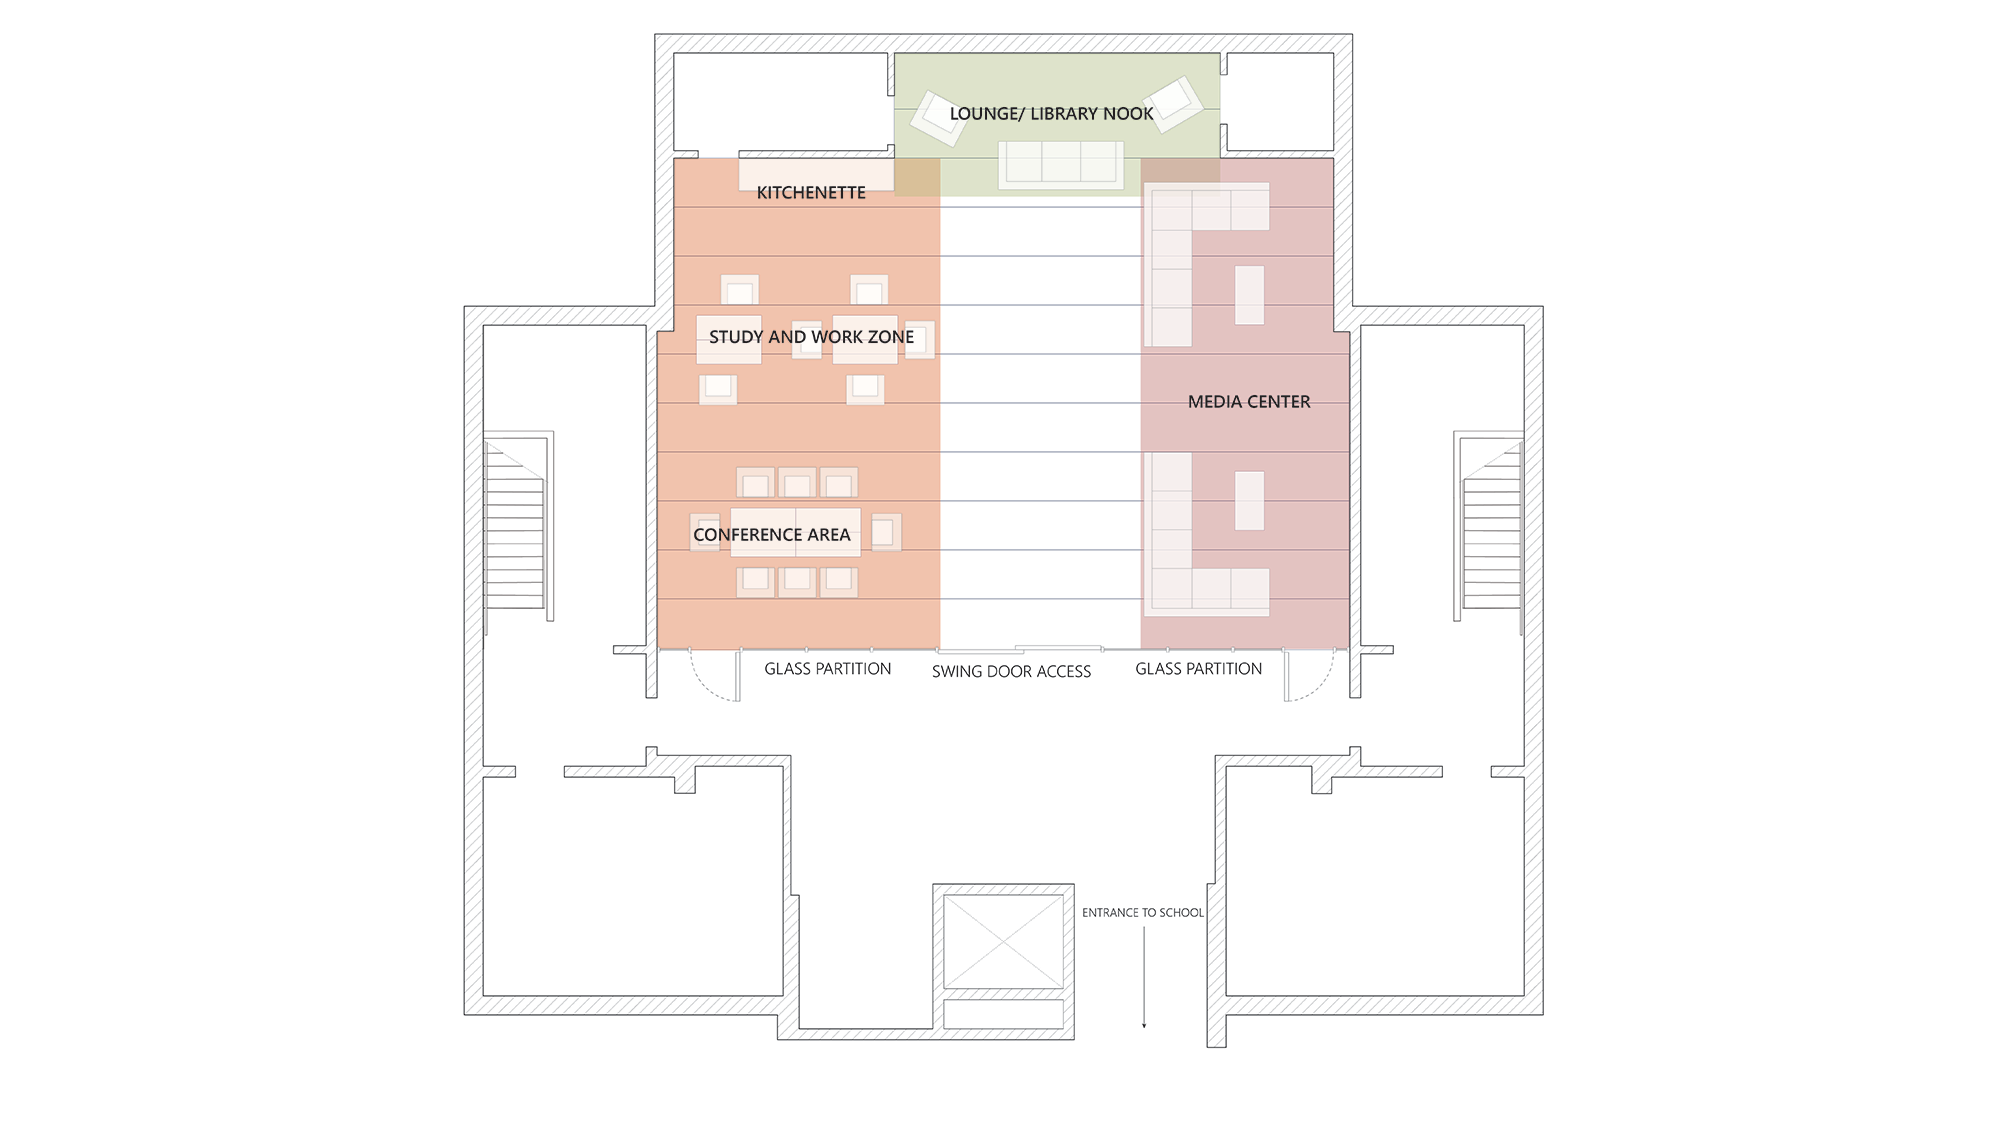 LOUNGE/ LIBRARY NOOK
KITCHENETTE
STUDY AND WORK ZONE
MEDIA CENTER
CONFERENCE AREA
GLASS PARTITION
SWING DOOR ACCESS
GLASS PARTITION
ENTRANCE TO SCHOOL